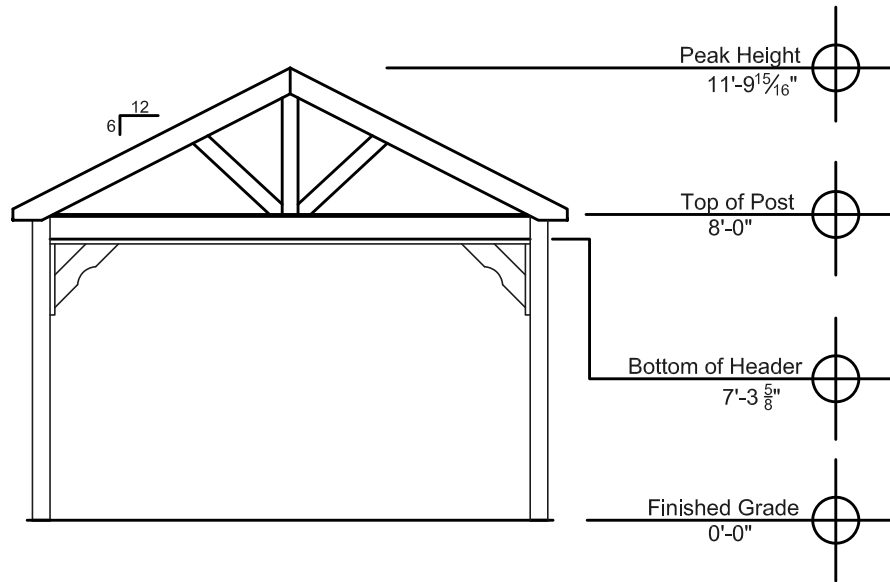 Peak Height
11'-9 15/16"
12
6
Top of Post
8'-0"
Bottom of Header
7'-3 5/8"
Finished Grade
0'-0"